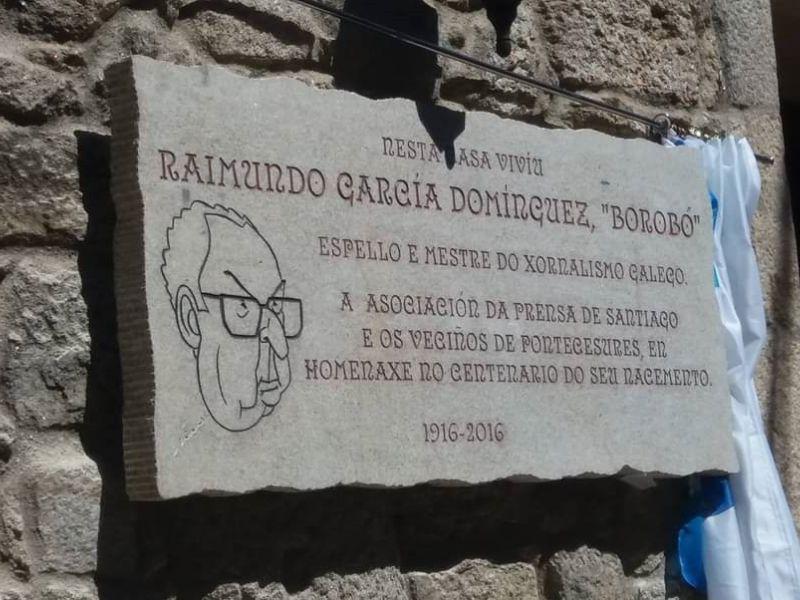 NESTA CASA VIVÍU
RAIMUNDO GARCÍA DOMÍNGUEZ, "BOROBÓ"
ESPELLO E MESTRE DO XORNALISMO GALEGO.
A ASOCIACIÓN DA PRENSA DE SANTIAGO
E OS VECIÑOS DE PONTECESURES, EN
HOMENAXE NO CENTENARIO DO SEU NACEMENTO.
1916-2016